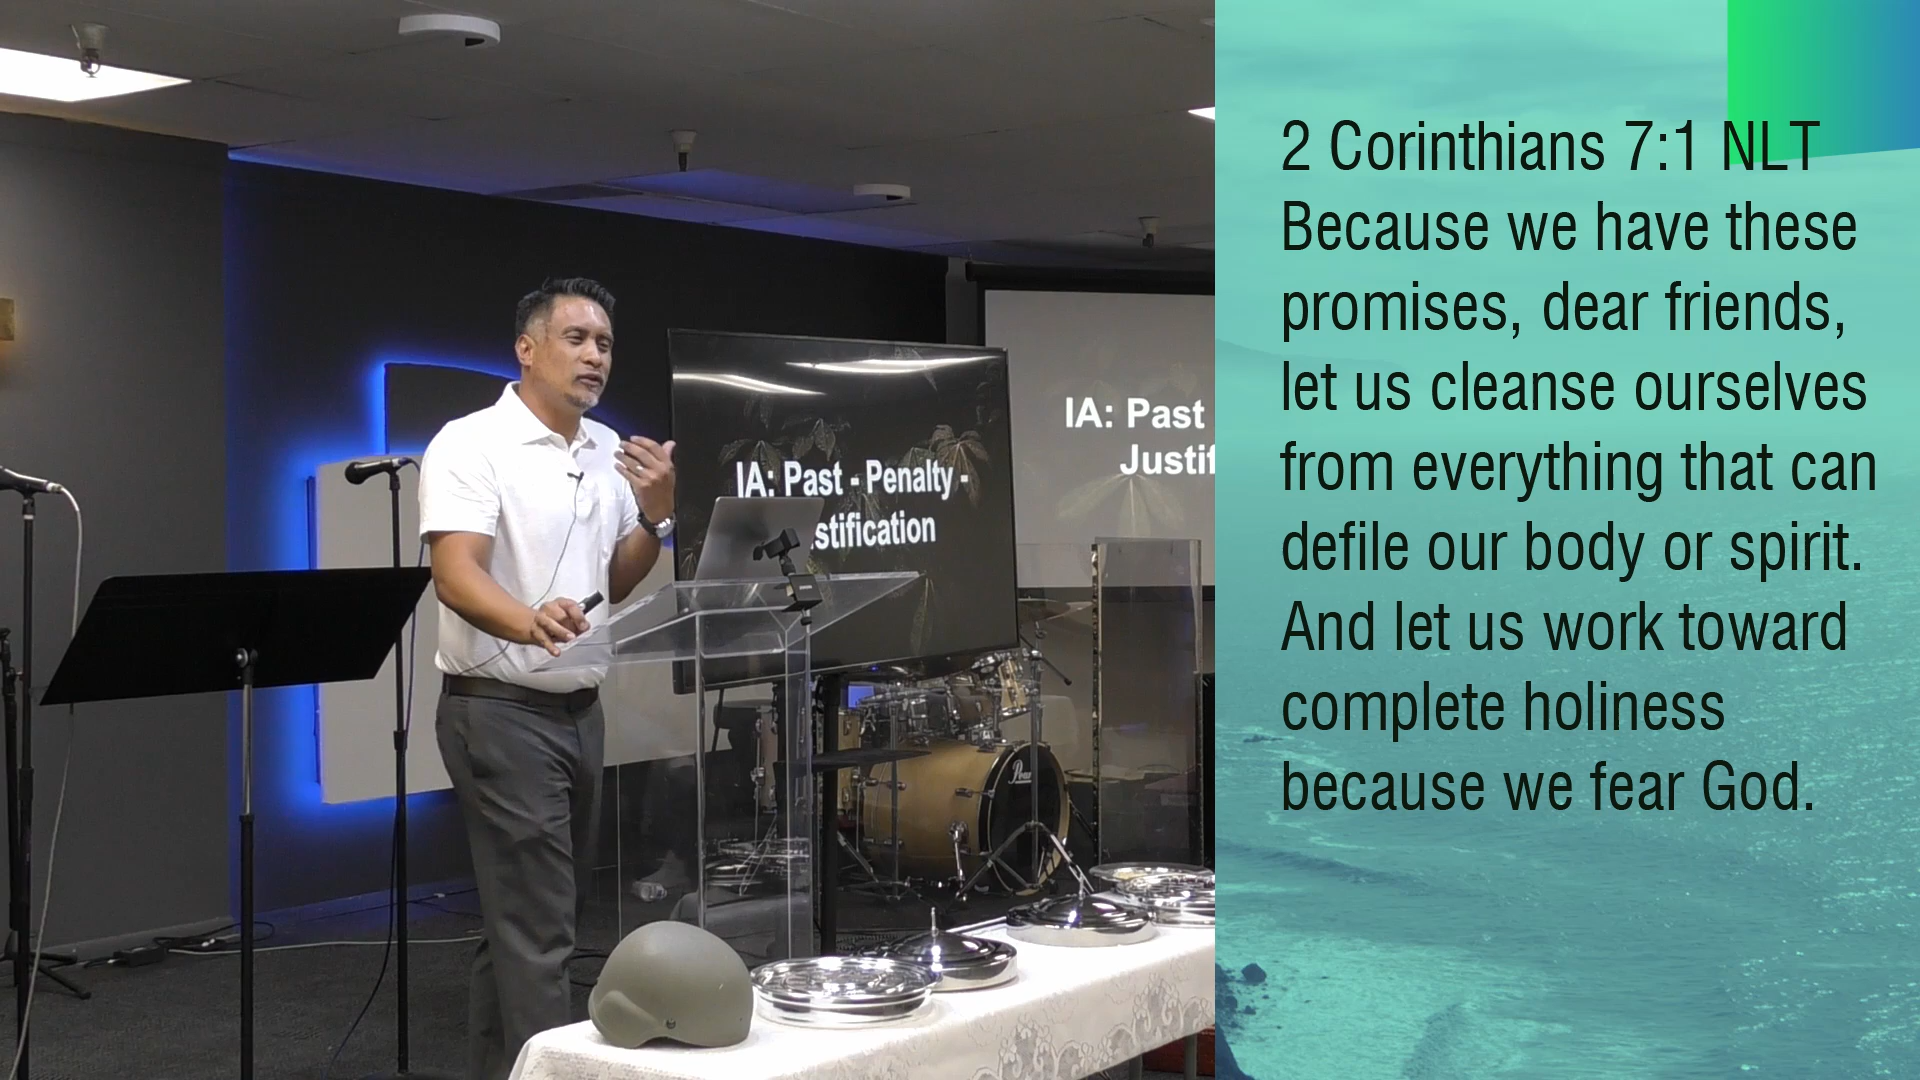 IA: Past - Penalty -
stification
IA: Past
Justif
Pearl
2 Corinthians 7:1 NLT
Because we have these
promises, dear friends,
let us cleanse ourselves
from everything that can
defile our body or spirit.
And let us work toward
complete holiness
because we fear God.